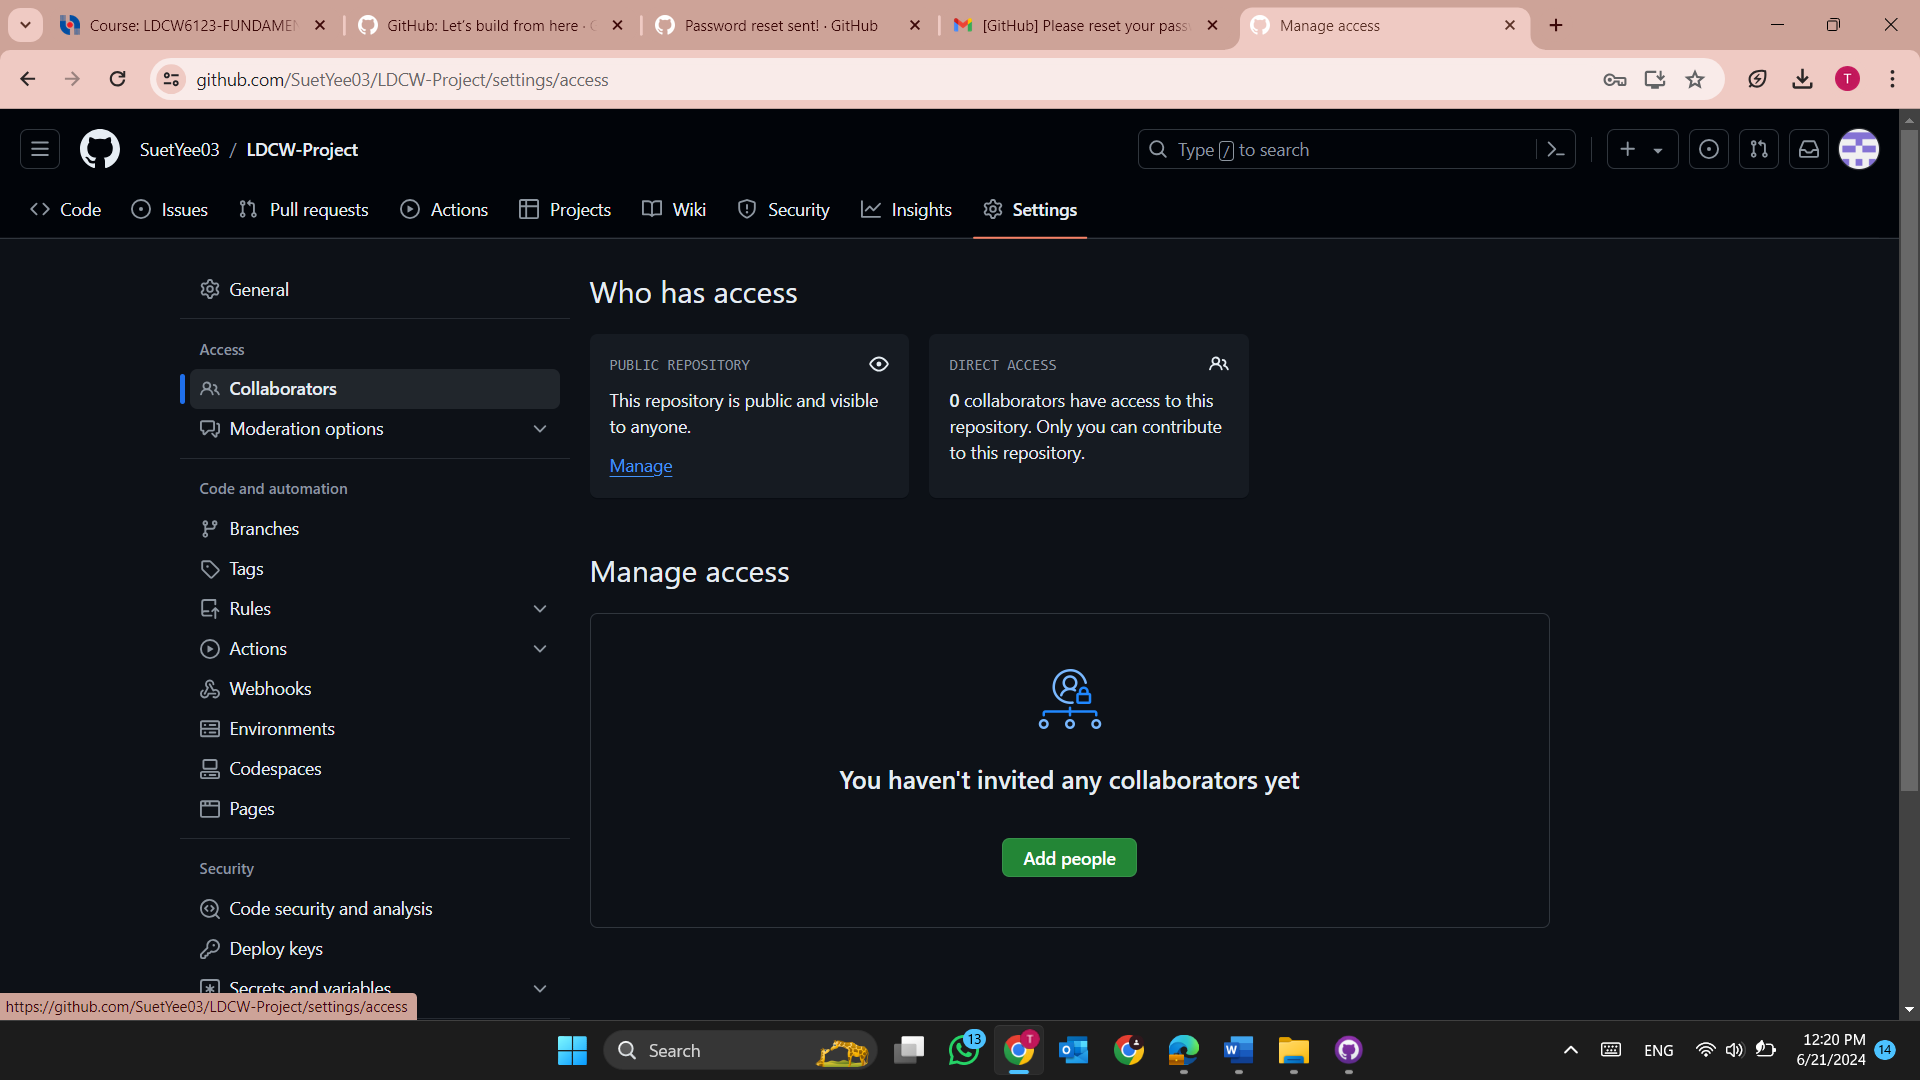 Course: LDCW6123-FUNDAMEN
GitHub: Let's build from here ·
Password reset sent! · GitHub
[GitHub] Please reset your pass
Manage access
github.com/SuetYee03/LDCW-Project/settings/access
T
SuetYee03 / LDCW-Project
Type / to search
Code
Issues
Pull requests
Actions
Projects
Wiki
Security
Insights
Settings
General
Access
Collaborators
Moderation options
Code and automation
Branches
Tags
Rules
Actions
Webhooks
Environments
Codespaces
Pages
Security
Code security and analysis
Deploy keys
Secrets and variables
Who has access
PUBLIC REPOSITORY
This repository is public and visible
to anyone.
Manage
DIRECT ACCESS
0 collaborators have access to this
repository. Only you can contribute
to this repository.
Manage access
You haven't invited any collaborators yet
Add people
https://github.com/SuetYee03/LDCW-Project/settings/access
Search
13
T
ENG
12:20 PM
6/21/2024
14